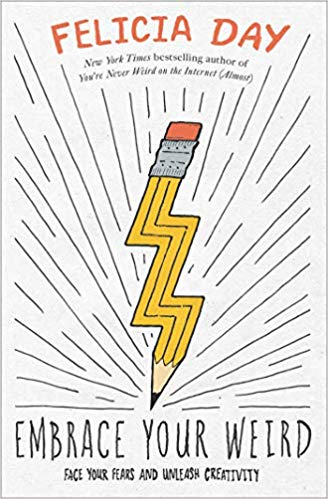 FELICIA DAY
New York Times bestselling author of
You're Never Weird on the Internet (Almost)
EMBRACE YOUR WEIRD
FACE YOUR FEARS AND UNLEASH CREATIVITY